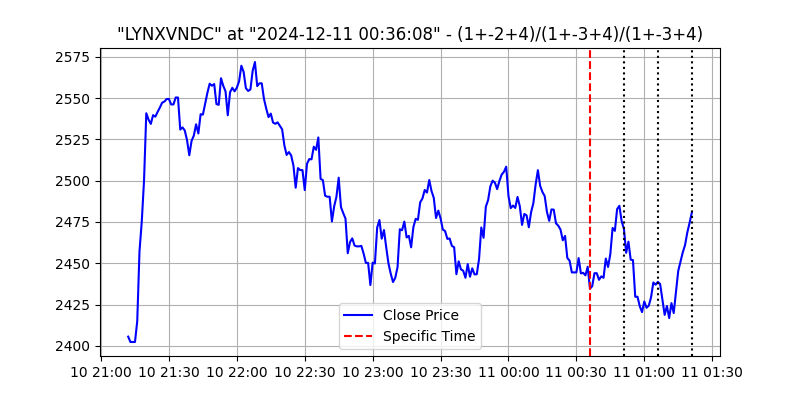 "LYNXVNDC" at "2024-12-11 00:36:08" - (1+-2+4)/(1+-3+4)/(1+-3+4)
2575
2550
2525
2500
2475
2450
2425
2400
Close Price
Specific Time
10 21:00 10 21:30 10 22:00 10 22:30 10 23:00 10 23:30 11 00:00 11 00:30 11 01:00 11 01:30